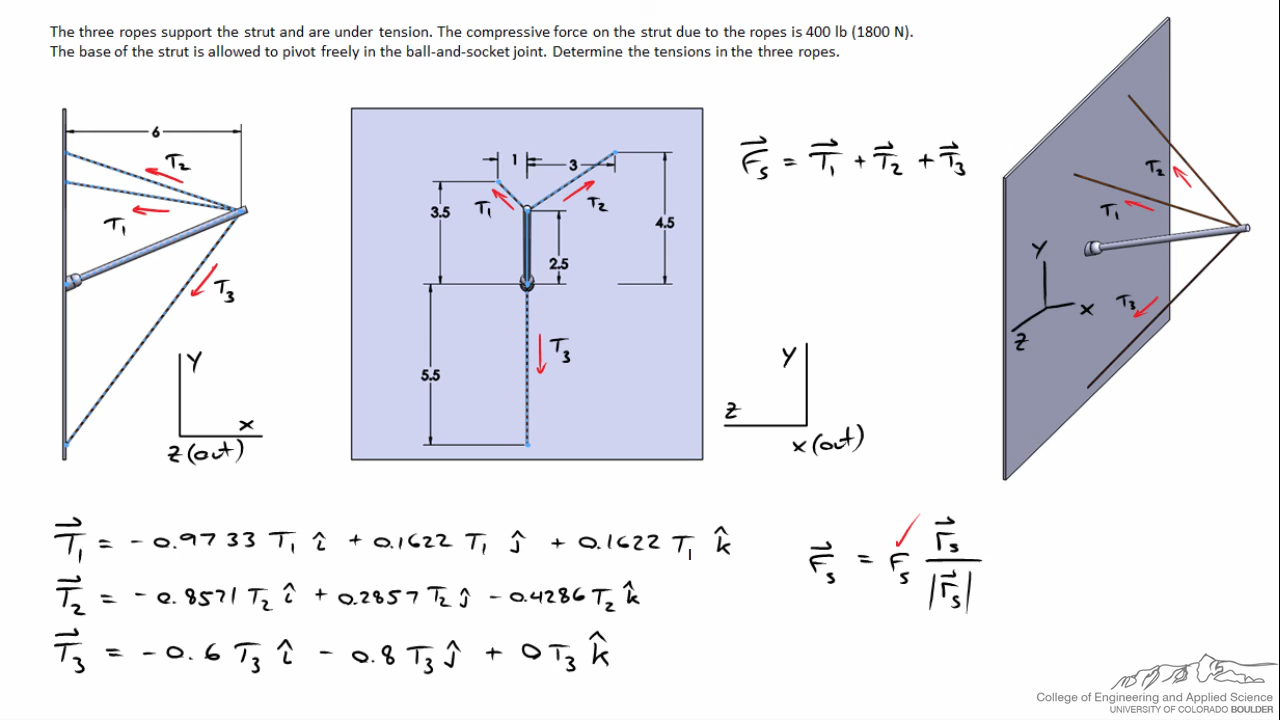 The three ropes support the strut and are under tension. The compressive force on the strut due to the ropes is 400 lb (1800 N).
The base of the strut is allowed to pivot freely in the ball-and-socket joint. Determine the tensions in the three ropes.
6
T₂
T₁
T₃
Y
x
z (out)
1
3
3.5
T₁
T₂
4.5
2.5
T₃
5.5
Y
z
x (out)
F⃗ₛ = T⃗₁ + T⃗₂ + T⃗₃
T₂
T₁
Y
T₃
x
z
T⃗₁ = -0.9733 T₁ î + 0.1622 T₁ ĵ + 0.1622 T₁ k̂
T⃗₂ = -0.8571 T₂ î + 0.2857 T₂ ĵ - 0.4286 T₂ k̂
T⃗₃ = -0.6 T₃ î - 0.8 T₃ ĵ + 0 T₃ k̂
F⃗ₛ = Fₛ r⃗ₛ / |r⃗ₛ|
College of Engineering and Applied Science
UNIVERSITY OF COLORADO BOULDER